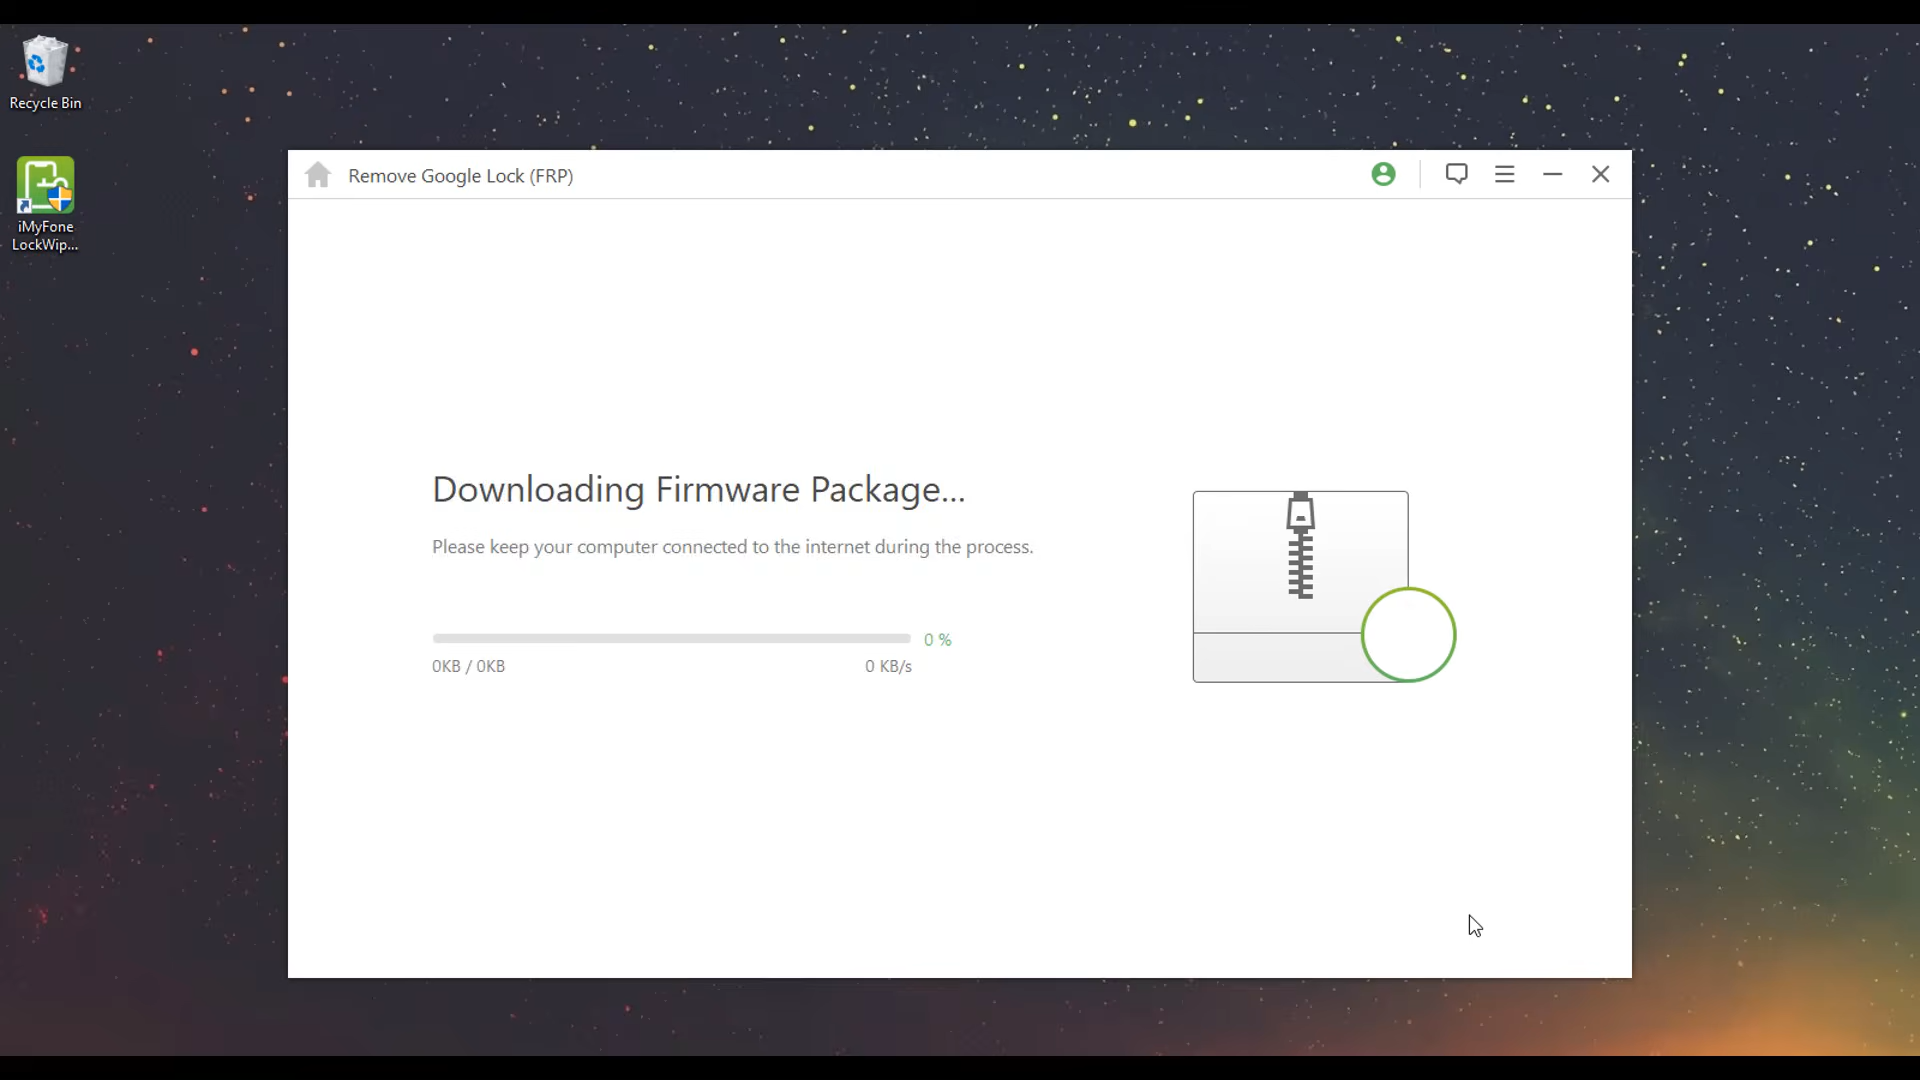 Recycle Bin
iMyFone
LockWip...
Remove Google Lock (FRP)
Downloading Firmware Package...
Please keep your computer connected to the internet during the process.
0 %
0KB / 0KB
0 KB/s